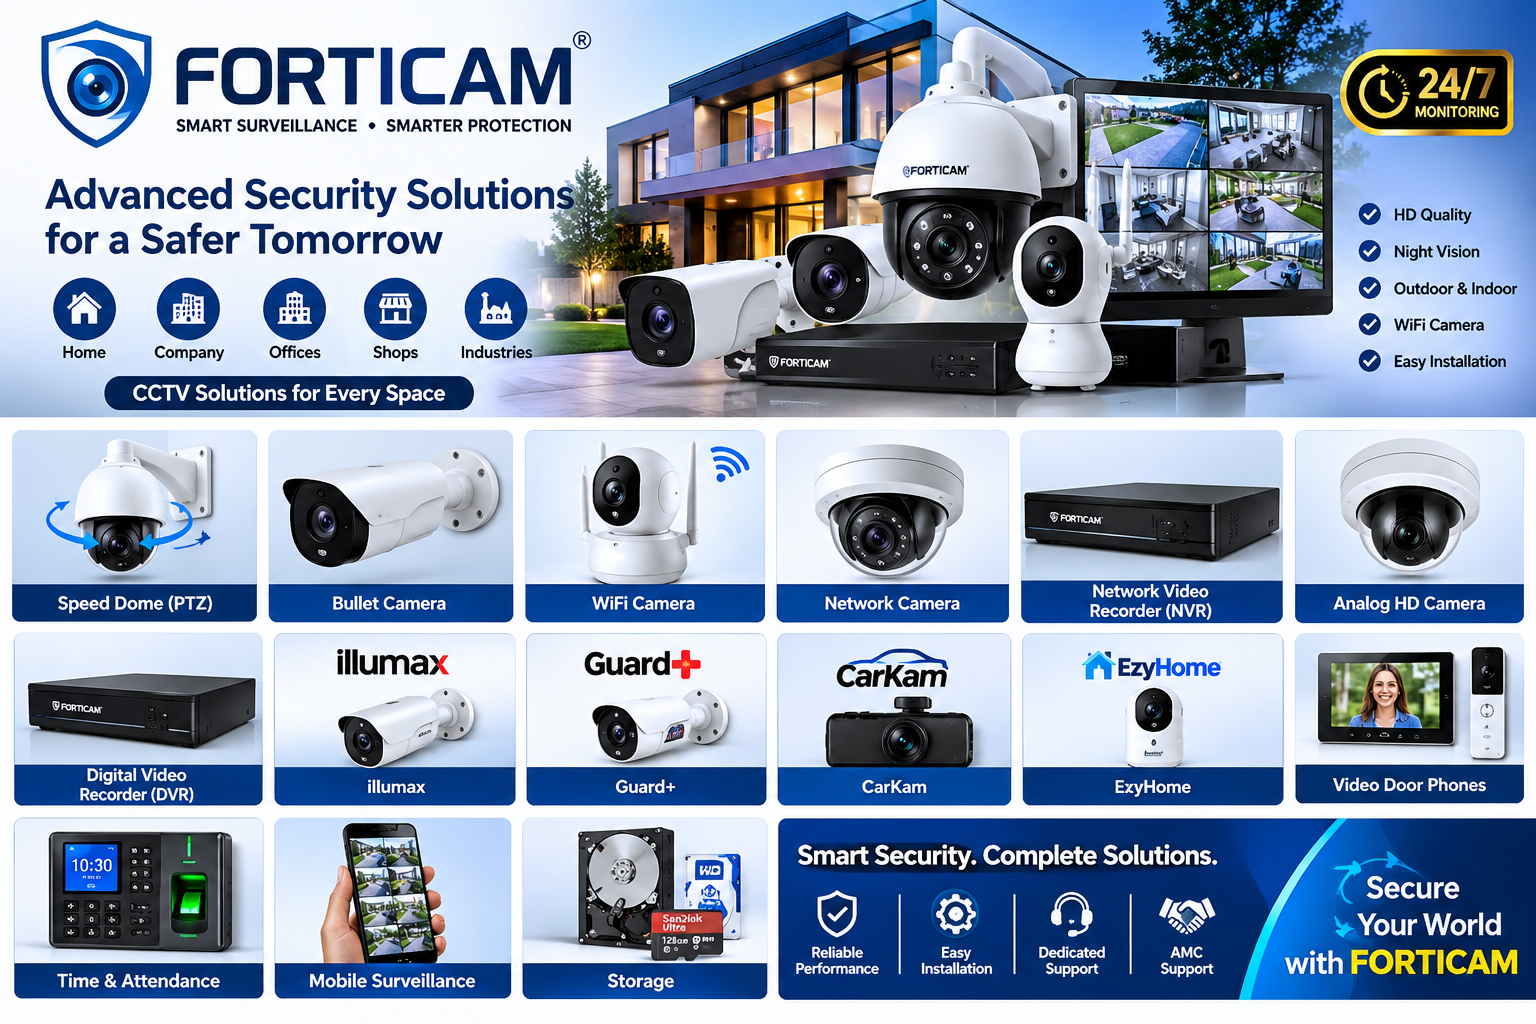 FORTICAM®
SMART SURVEILLANCE • SMARTER PROTECTION
Advanced Security Solutions
for a Safer Tomorrow
Home
Company
Offices
Shops
Industries
CCTV Solutions for Every Space
FORTICAM
FORTICAM
24/7
MONITORING
HD Quality
Night Vision
Outdoor & Indoor
WiFi Camera
Easy Installation
Speed Dome (PTZ)
Bullet Camera
WiFi Camera
Network Camera
FORTICAM
Network Video
Recorder (NVR)
Analog HD Camera
FORTICAM
Digital Video
Recorder (DVR)
illumax
illumax
Guard+
Guard+
CarKam
CarKam
EzyHome
EzyHome
Video Door Phones
10:30
Time & Attendance
Mobile Surveillance
WD
SanDisk
Ultra
Storage
Smart Security. Complete Solutions.
Reliable
Performance
Easy
Installation
Dedicated
Support
AMC
Support
Secure
Your World
with FORTICAM